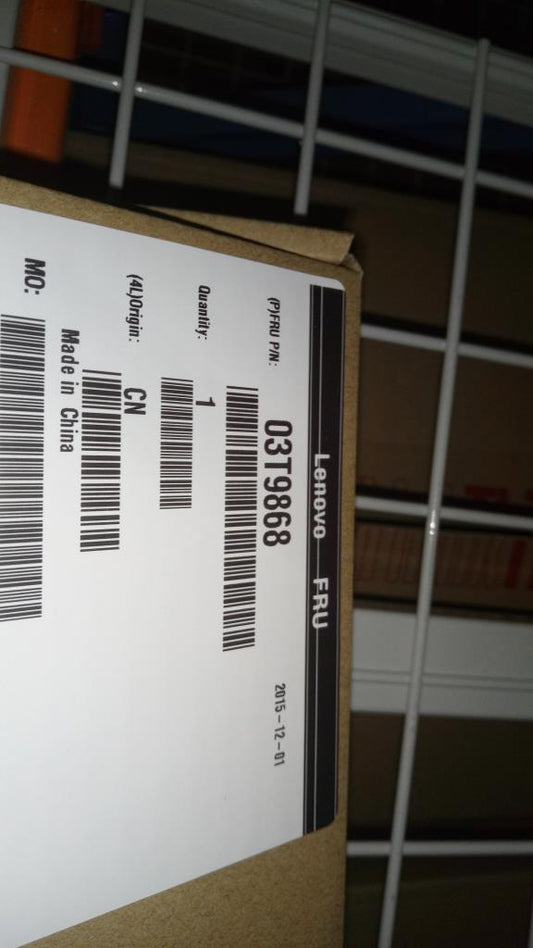 Lenovo FRU
(P)FRU P/N: 03T9868 2015-12-01
Quantity: 1
(4L)Origin: CN
Made in China
MO: